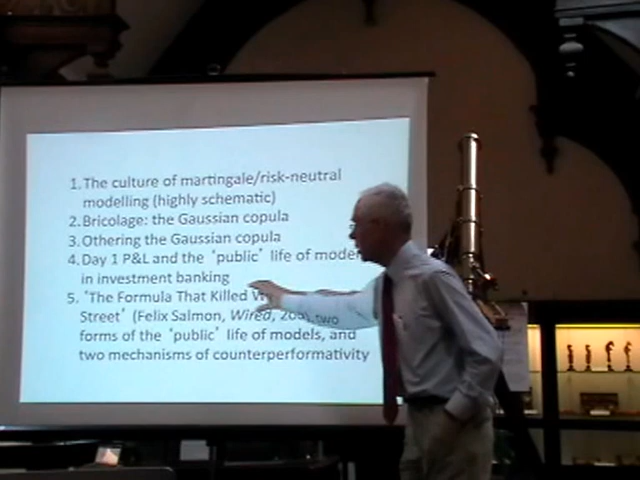 1. The culture of martingale/risk-neutral
modelling (highly schematic)
2. Bricolage: the Gaussian copula
3. Othering the Gaussian copula
4. Day 1 P&L and the 'public' life of
in investment banking
5. 'The Formula That Killed
Street' (Felix Salmon, Wired, two
forms of the 'public' life of models, and
two mechanisms of counterperformativity